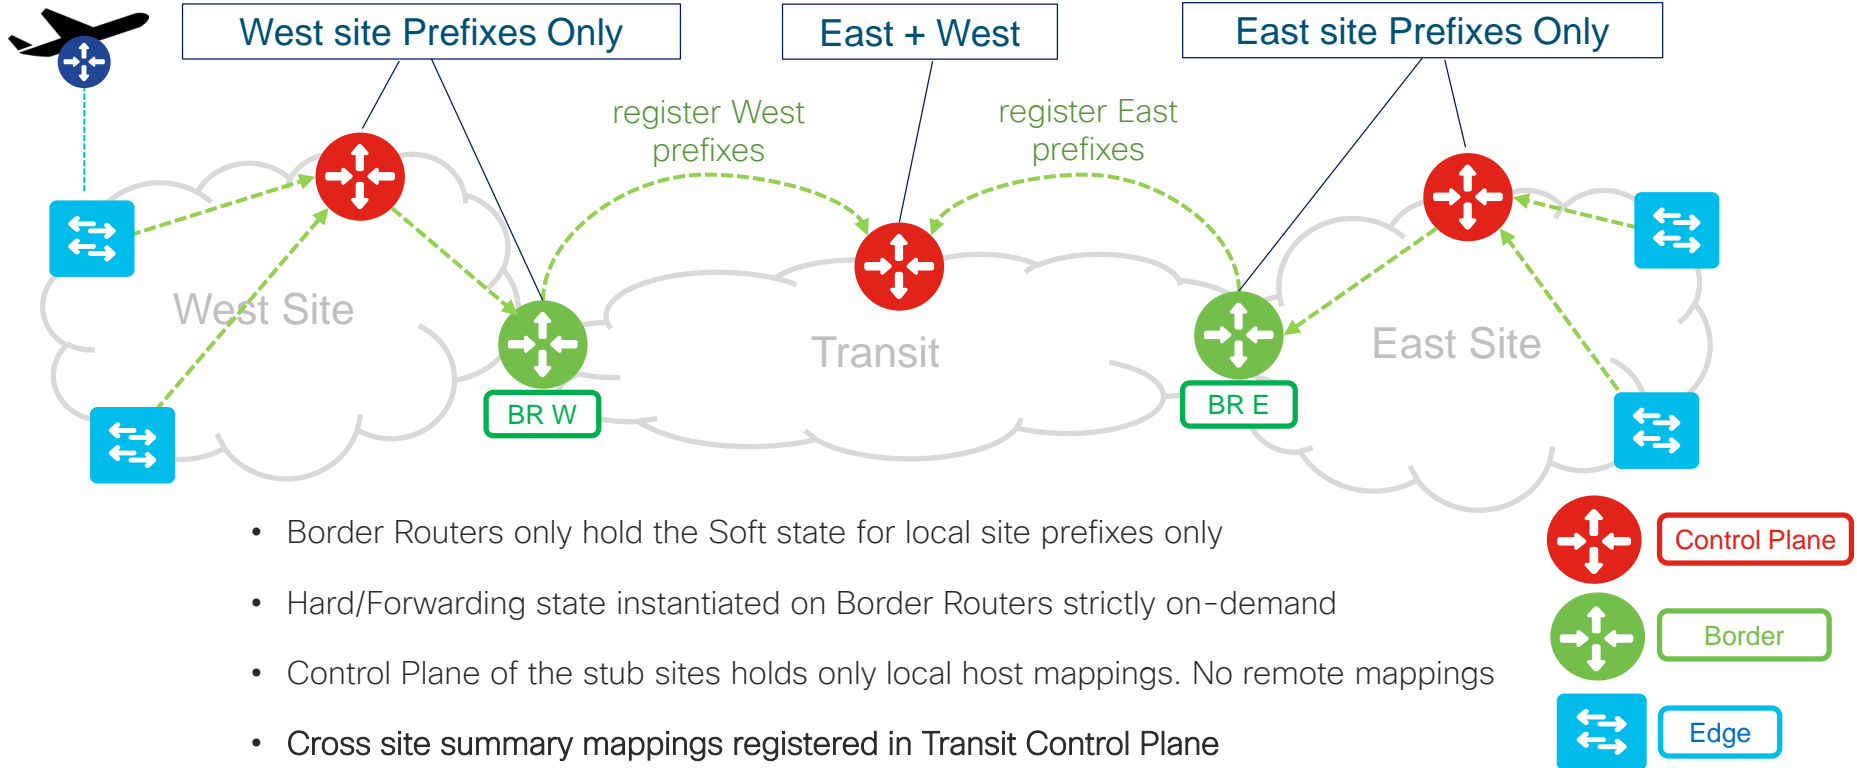 West site Prefixes Only
East + West
East site Prefixes Only
register West
prefixes
register East
prefixes
West Site
Transit
East Site
BR W
BR E
• Border Routers only hold the Soft state for local site prefixes only
• Hard/Forwarding state instantiated on Border Routers strictly on-demand
• Control Plane of the stub sites holds only local host mappings. No remote mappings
• Cross site summary mappings registered in Transit Control Plane
Control Plane
Border
Edge